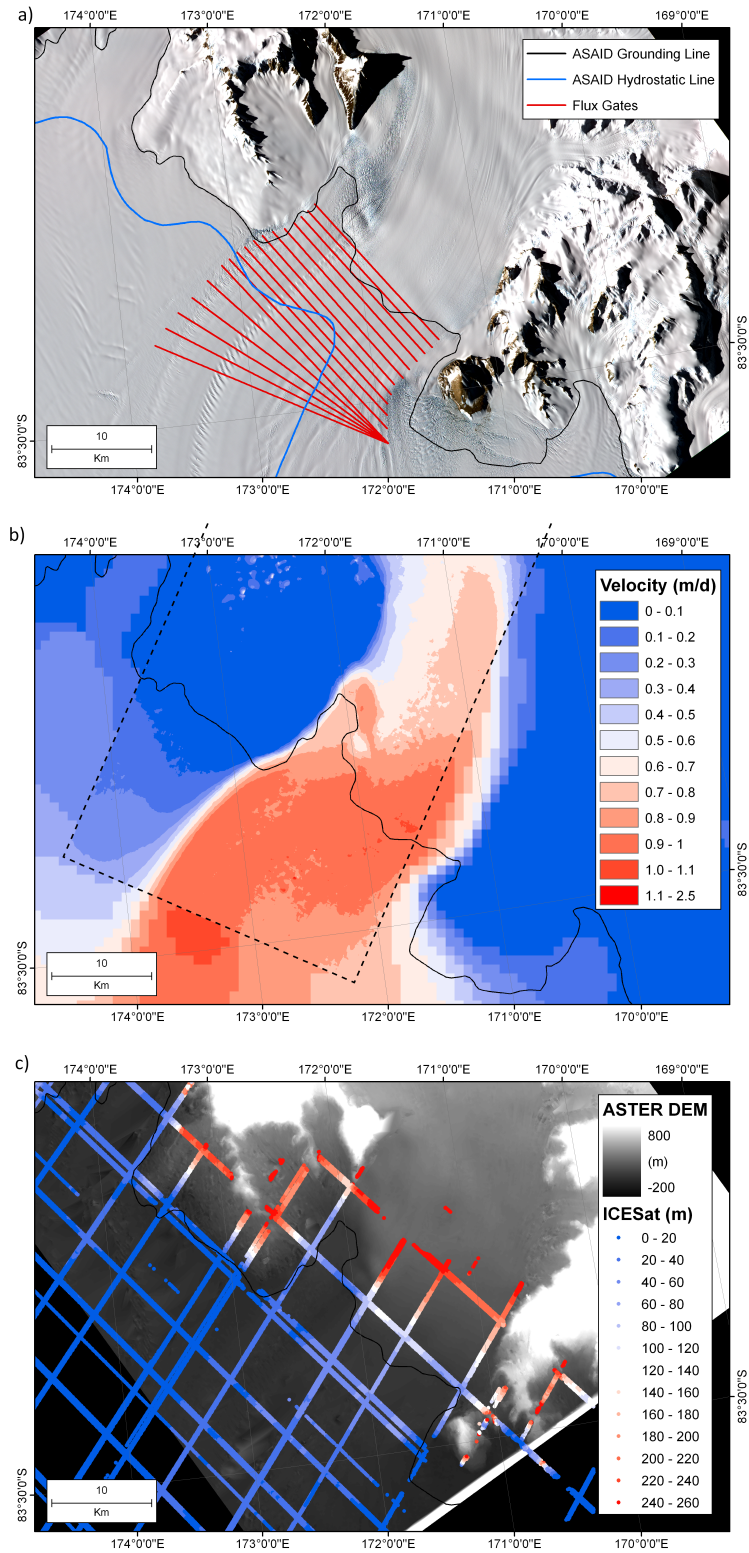 a)
174°0'0"E 173°0'0"E 172°0'0"E 171°0'0"E 170°0'0"E 169°0'0"E
ASAID Grounding Line
ASAID Hydrostatic Line
Flux Gates
83°30'0"S
83°30'0"S
10
Km
174°0'0"E 173°0'0"E 172°0'0"E 171°0'0"E 170°0'0"E
b)
174°0'0"E 173°0'0"E 172°0'0"E 171°0'0"E 170°0'0"E 169°0'0"E
Velocity (m/d)
0 - 0.1
0.1 - 0.2
0.2 - 0.3
0.3 - 0.4
0.4 - 0.5
0.5 - 0.6
0.6 - 0.7
0.7 - 0.8
0.8 - 0.9
0.9 - 1
1.0 - 1.1
1.1 - 2.5
83°30'0"S
83°30'0"S
10
Km
174°0'0"E 173°0'0"E 172°0'0"E 171°0'0"E 170°0'0"E
c)
174°0'0"E 173°0'0"E 172°0'0"E 171°0'0"E 170°0'0"E 169°0'0"E
ASTER DEM
800
(m)
-200
ICESat (m)
0 - 20
20 - 40
40 - 60
60 - 80
80 - 100
100 - 120
120 - 140
140 - 160
160 - 180
180 - 200
200 - 220
220 - 240
240 - 260
83°30'0"S
83°30'0"S
10
Km
174°0'0"E 173°0'0"E 172°0'0"E 171°0'0"E 170°0'0"E